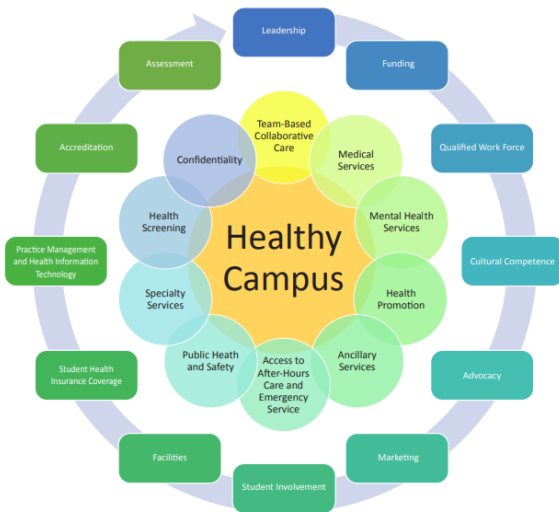 Leadership
Funding
Qualified Work Force
Cultural Competence
Advocacy
Marketing
Student Involvement
Facilities
Student Health
Insurance Coverage
Practice Management
and Health Information
Technology
Accreditation
Assessment
Team-Based
Collaborative
Care
Medical
Services
Mental Health
Services
Health
Promotion
Ancillary
Services
Access to
After-Hours
Care and
Emergency
Service
Public Heath
and Safety
Specialty
Services
Health
Screening
Confidentiality
Healthy
Campus